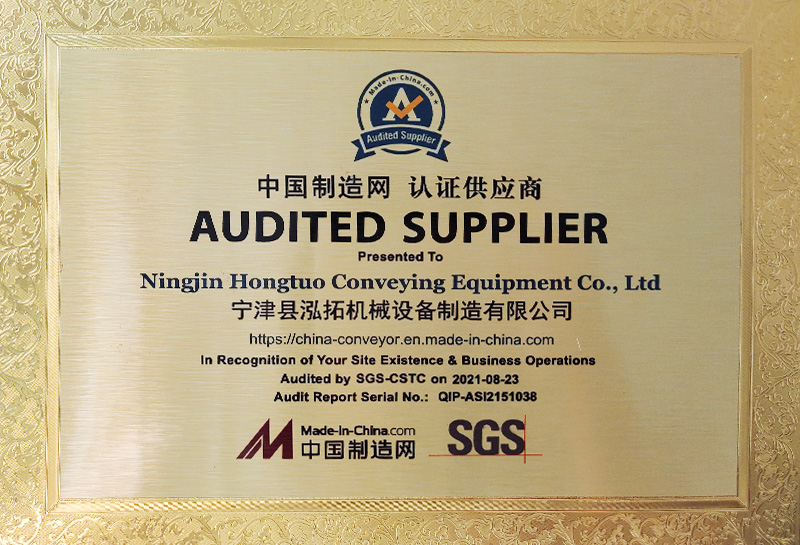 ★ Made-in-China.com ★
Audited Supplier
中国制造网 认证供应商
AUDITED SUPPLIER
Presented To
Ningjin Hongtuo Conveying Equipment Co., Ltd
宁津县泓拓机械设备制造有限公司
https://china-conveyor.en.made-in-china.com
In Recognition of Your Site Existence & Business Operations
Audited by SGS-CSTC on 2021-08-23
Audit Report Serial No.: QIP-ASI2151038
Made-in-China.com
中国制造网
SGS